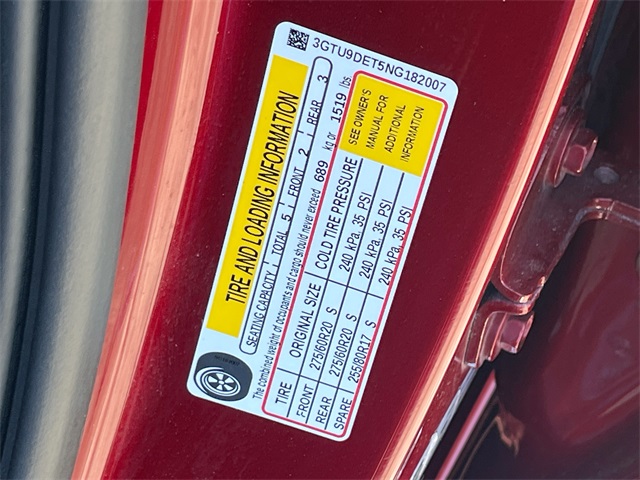 3GTU9DET5NG182007
TIRE AND LOADING INFORMATION
SEATING CAPACITY TOTAL 5 FRONT 2 REAR 3
The combined weight of occupants and cargo should never exceed 689 kg or 1519 lbs.
TIRE ORIGINAL SIZE COLD TIRE PRESSURE SEE OWNER'S
MANUAL FOR
ADDITIONAL
INFORMATION
FRONT 275/60R20 S 240 kPa, 35 PSI
REAR 275/60R20 S 240 kPa, 35 PSI
SPARE 255/80R17 S 240 kPa, 35 PSI